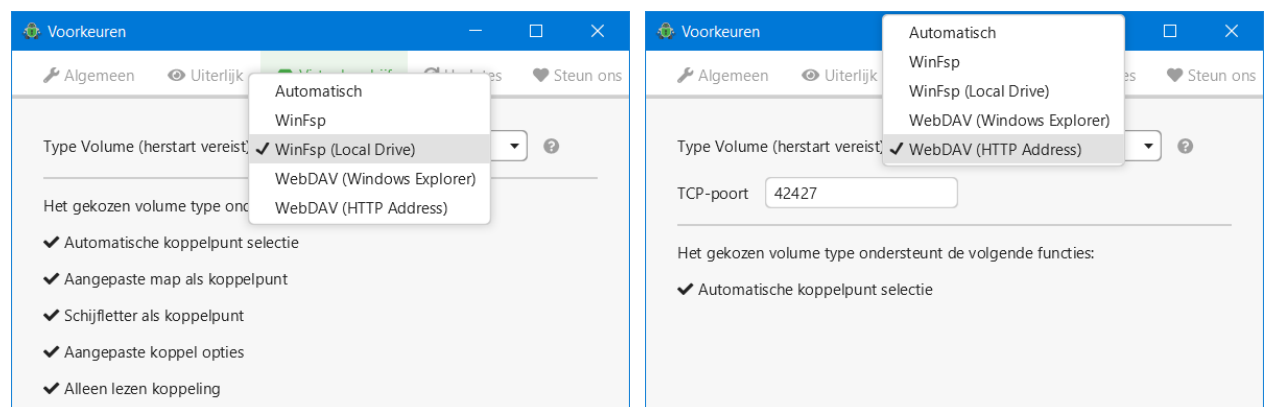 Voorkeuren
Algemeen Uiterlijk Steun ons
Automatisch
WinFsp
Type Volume (herstart vereist) WinFsp (Local Drive)
WebDAV (Windows Explorer)
WebDAV (HTTP Address)
Het gekozen volume type
Automatische koppelpunt selectie
Aangepaste map als koppelpunt
Schijfletter als koppelpunt
Aangepaste koppel opties
Alleen lezen koppeling
Voorkeuren
Algemeen Uiterlijk Steun ons
Automatisch
WinFsp
WinFsp (Local Drive)
WebDAV (Windows Explorer)
Type Volume (herstart vereist) WebDAV (HTTP Address)
TCP-poort 42427
Het gekozen volume type ondersteunt de volgende functies:
Automatische koppelpunt selectie